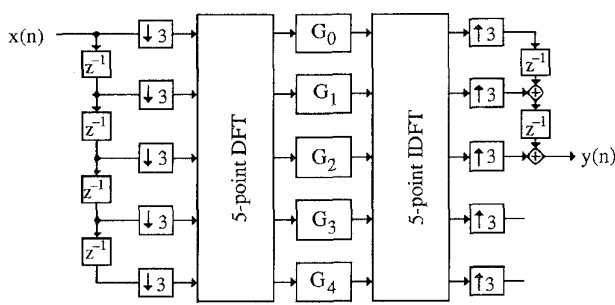 x(n)
z⁻¹
z⁻¹
z⁻¹
z⁻¹
↓3
↓3
↓3
↓3
↓3
5-point DFT
G₀
G₁
G₂
G₃
G₄
5-point IDFT
↑3
↑3
↑3
↑3
↑3
z⁻¹
z⁻¹
y(n)